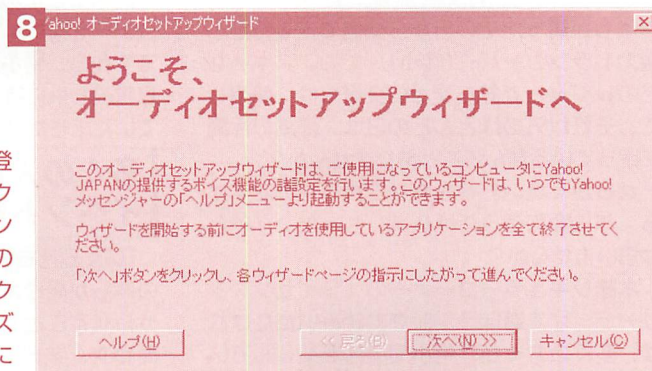 8
Yahoo! オーディオセットアップウィザード
ようこそ、
オーディオセットアップウィザードへ
このオーディオセットアップウィザードは、ご使用になっているコンピュータにYahoo!
JAPANの提供するボイス機能の諸設定を行います。このウィザードは、いつでもYahoo!
メッセンジャーの「ヘルプ」メニューより起動することができます。
ウィザードを開始する前にオーディオを使用しているアプリケーションを全て終了させてく
ださい。
「次へ」ボタンをクリックし、各ウィザードページの指示にしたがって進んでください。
ヘルプ(H)
<< 戻る(B)
次へ(N) >>
キャンセル(C)
登
ク
ソ
の
ク
ズ
に